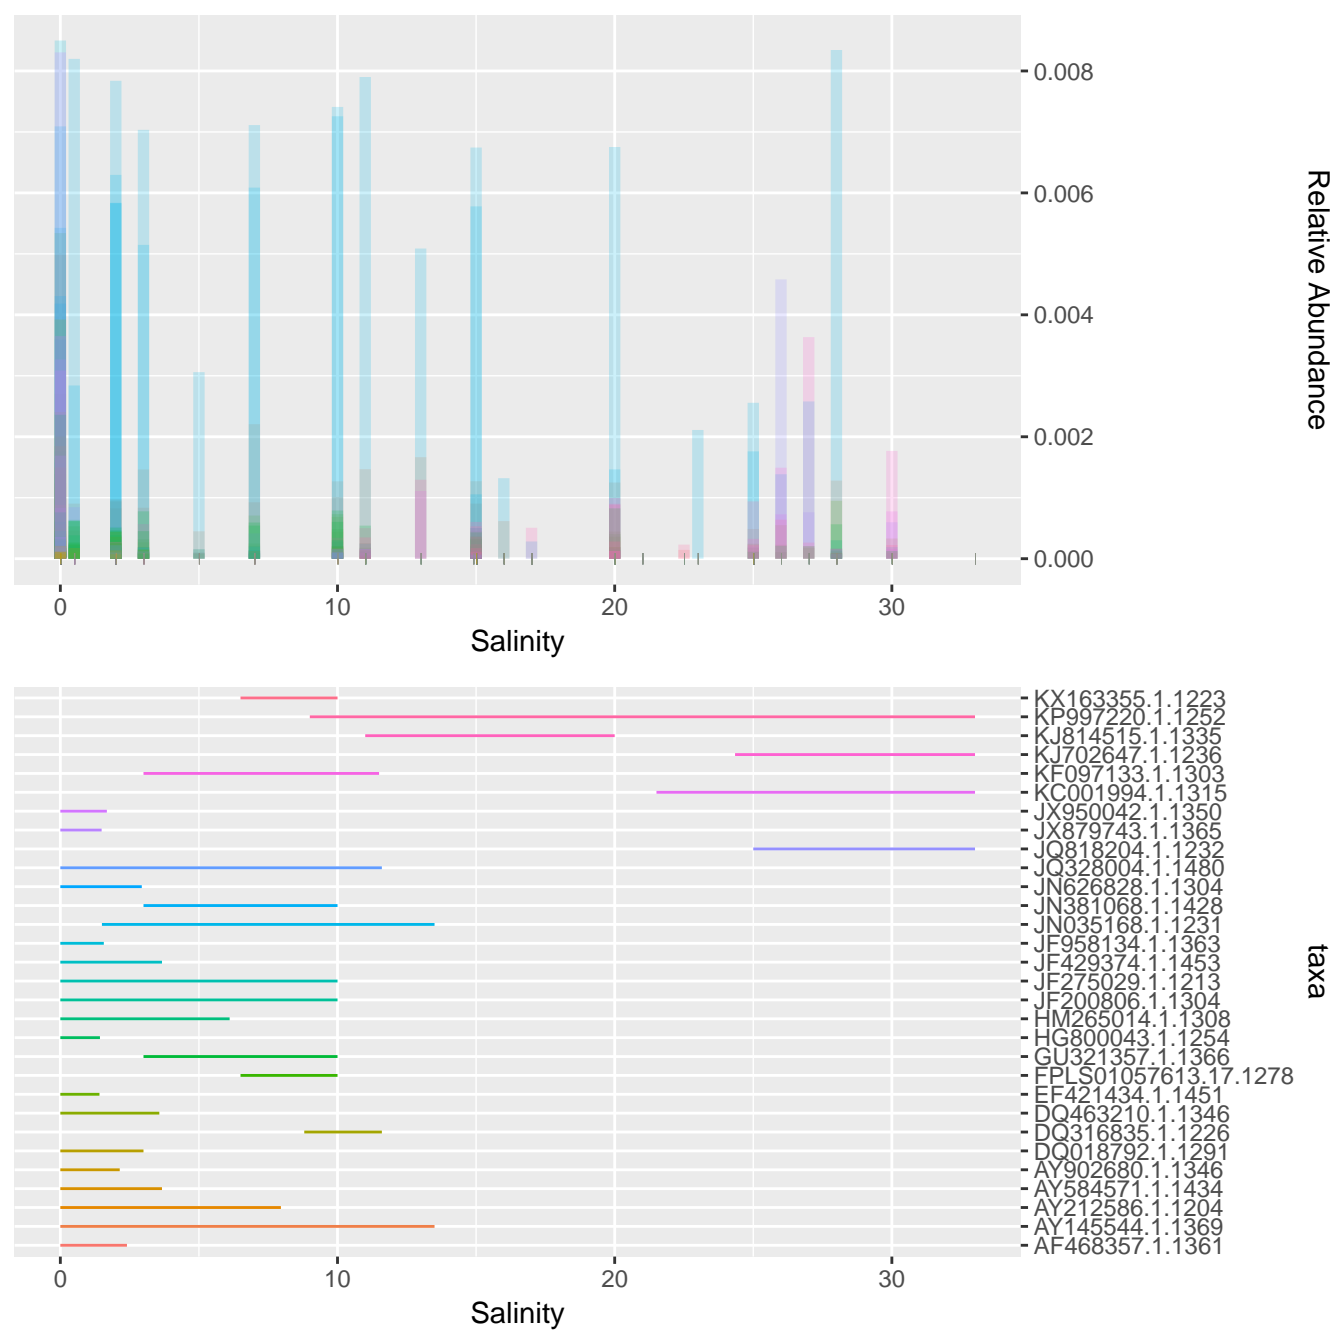 0.008
0.006
0.004
0.002
0.000
Relative Abundance
0 10 20 30
Salinity
KX163355.1.1223
KP997220.1.1252
KJ814515.1.1335
KJ702647.1.1236
KF097133.1.1303
KC001994.1.1315
JX950042.1.1350
JX879743.1.1365
JQ818204.1.1232
JQ328004.1.1480
JN626828.1.1304
JN381068.1.1428
JN035168.1.1231
JF958134.1.1363
JF429374.1.1453
JF275029.1.1213
JF200806.1.1304
HM265014.1.1308
HG800043.1.1254
GU321357.1.1366
FPLS01057613.17.1278
EF421434.1.1451
DQ463210.1.1346
DQ316835.1.1226
DQ018792.1.1291
AY902680.1.1346
AY584571.1.1434
AY212586.1.1204
AY145544.1.1369
AF468357.1.1361
taxa
0 10 20 30
Salinity